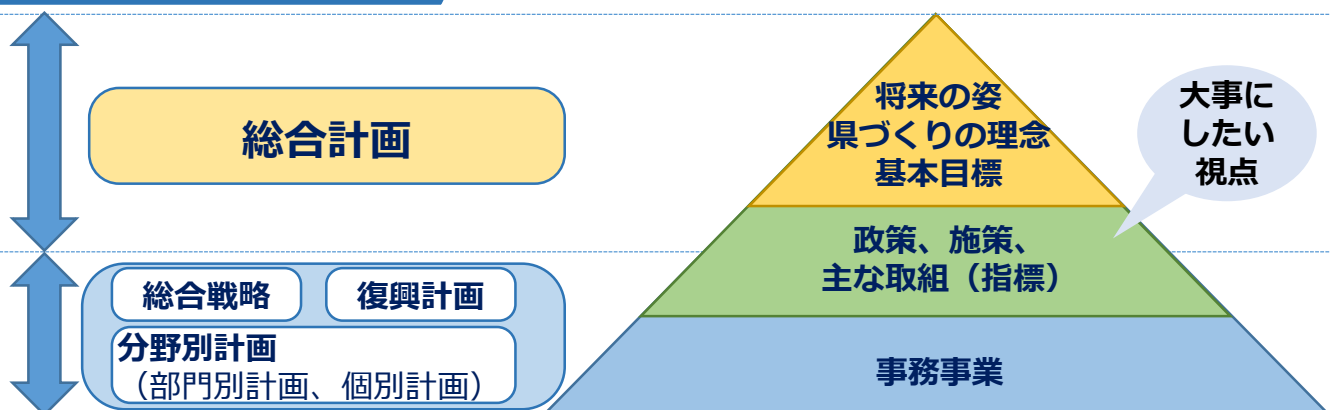 総合計画
将来の姿
県づくりの理念
基本目標
大事に
したい
視点
政策、施策、
主な取組（指標）
総合戦略
復興計画
分野別計画
（部門別計画、個別計画）
事務事業